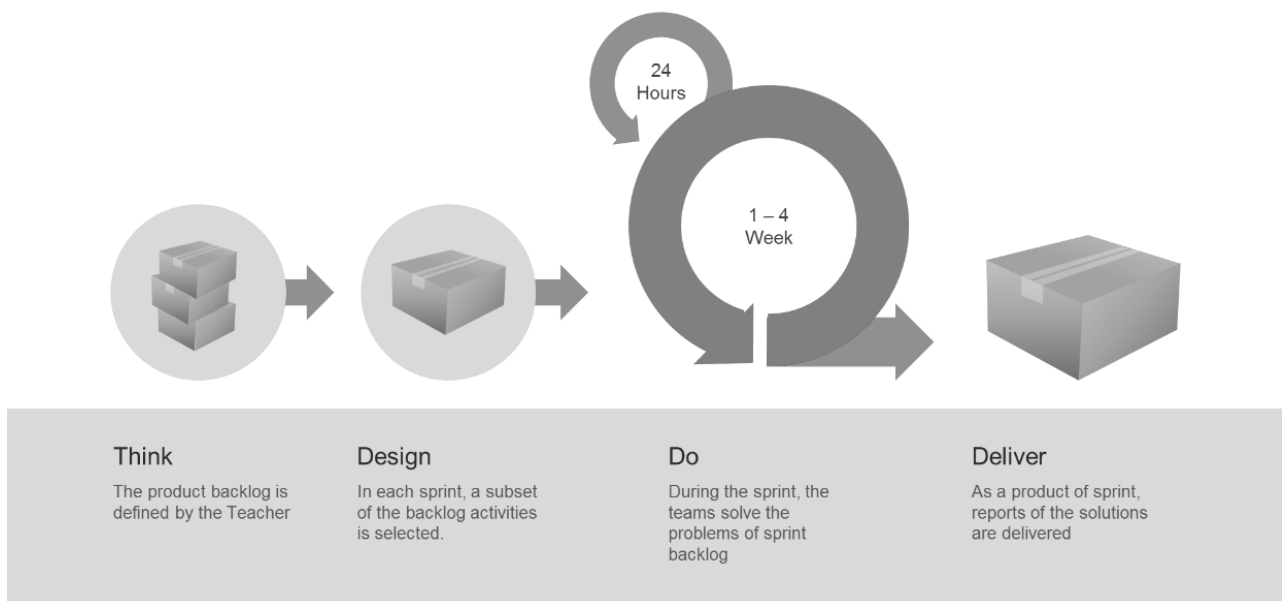 24
Hours
1 – 4
Week
Think
The product backlog is
defined by the Teacher
Design
In each sprint, a subset
of the backlog activities
is selected.
Do
During the sprint, the
teams solve the
problems of sprint
backlog
Deliver
As a product of sprint,
reports of the solutions
are delivered